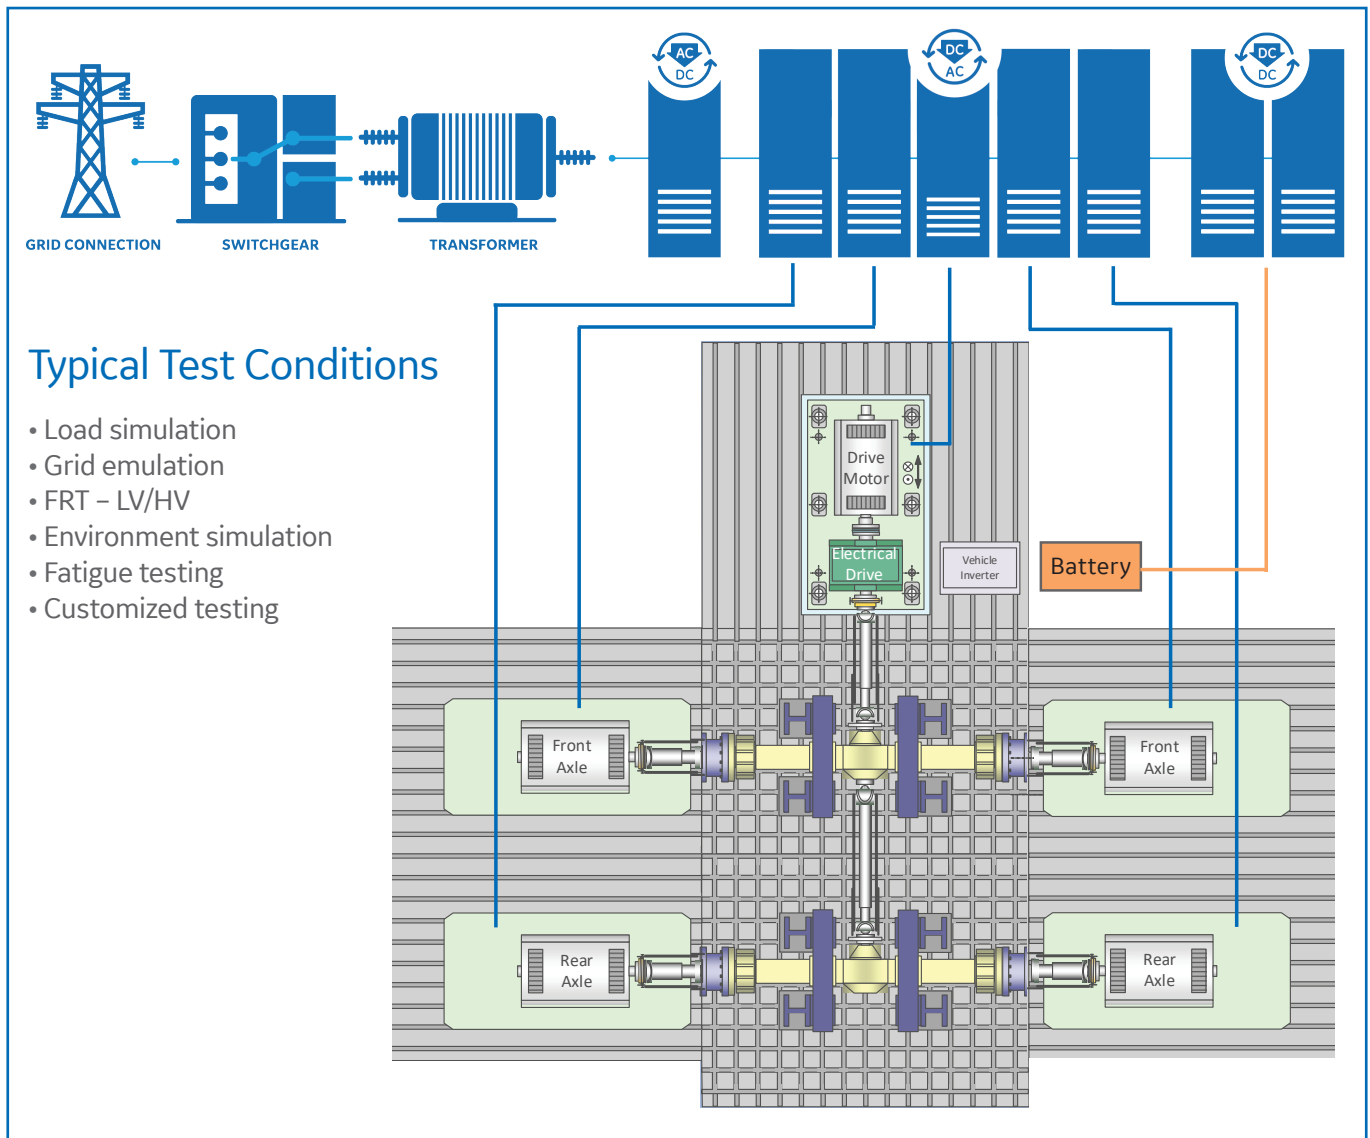 AC
DC
DC
AC
DC
DC
GRID CONNECTION
SWITCHGEAR
TRANSFORMER
Typical Test Conditions
• Load simulation
• Grid emulation
• FRT – LV/HV
• Environment simulation
• Fatigue testing
• Customized testing
Drive
Motor
Electrical
Drive
Vehicle
Inverter
Battery
Front
Axle
Front
Axle
Rear
Axle
Rear
Axle